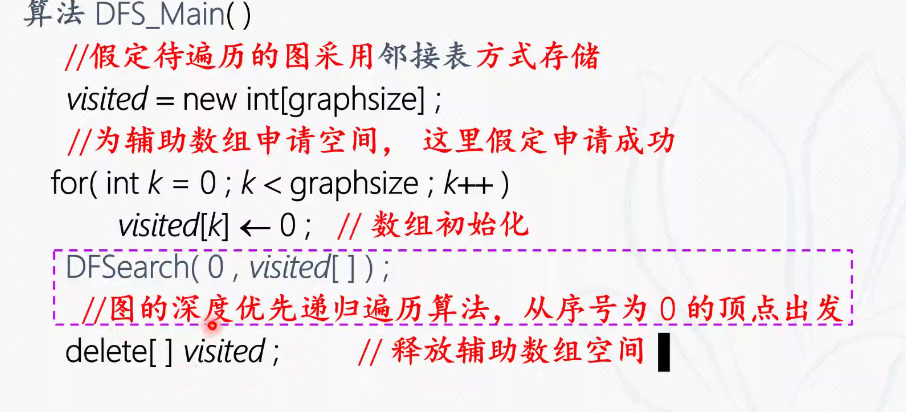 算法 DFS_Main( )
//假定待遍历的图采用邻接表方式存储
visited = new int[graphsize] ;
//为辅助数组申请空间， 这里假定申请成功
for( int k = 0 ; k < graphsize ; k++ )
visited[k] ← 0 ; // 数组初始化
DFSearch( 0 , visited[ ] ) ;
//图的深度优先递归遍历算法，从序号为 0 的顶点出发
delete[ ] visited ; // 释放辅助数组空间